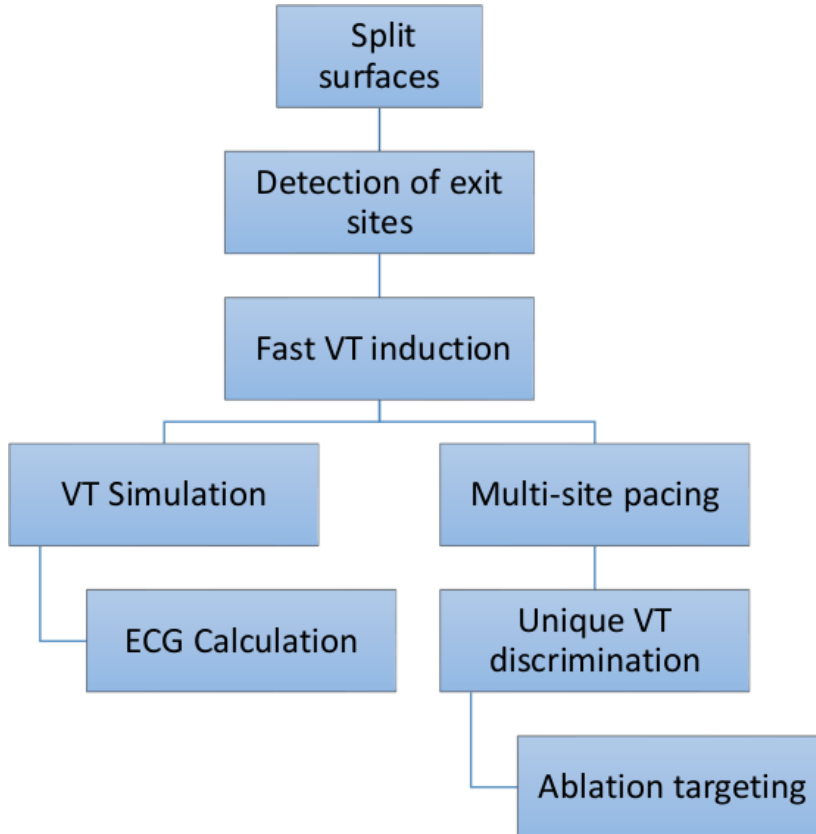 Split
surfaces
Detection of exit
sites
Fast VT induction
VT Simulation
Multi-site pacing
ECG Calculation
Unique VT
discrimination
Ablation targeting